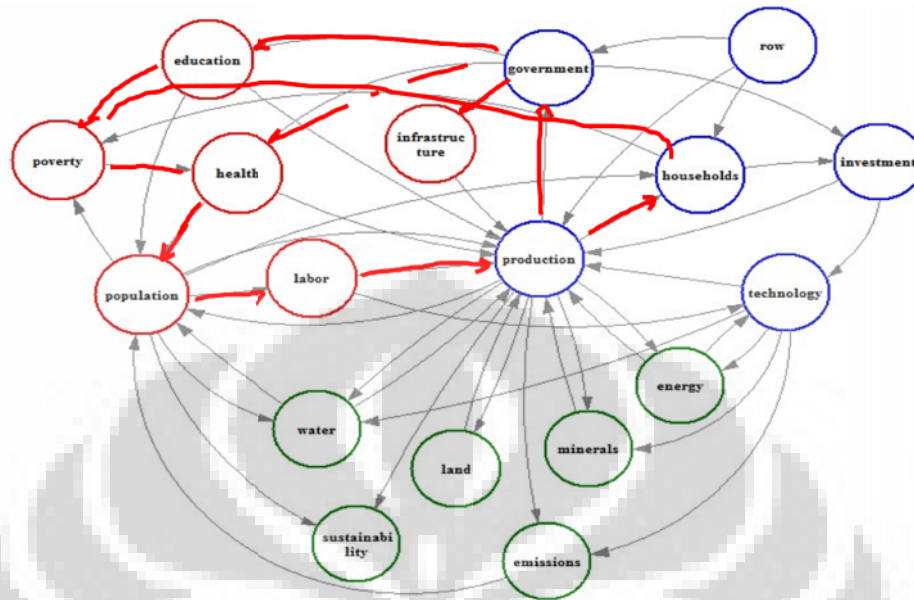 education
government
row
infrastruc
ture
poverty
health
households
investment
production
labor
population
technology
energy
water
minerals
land
sustainabi
lity
emissions